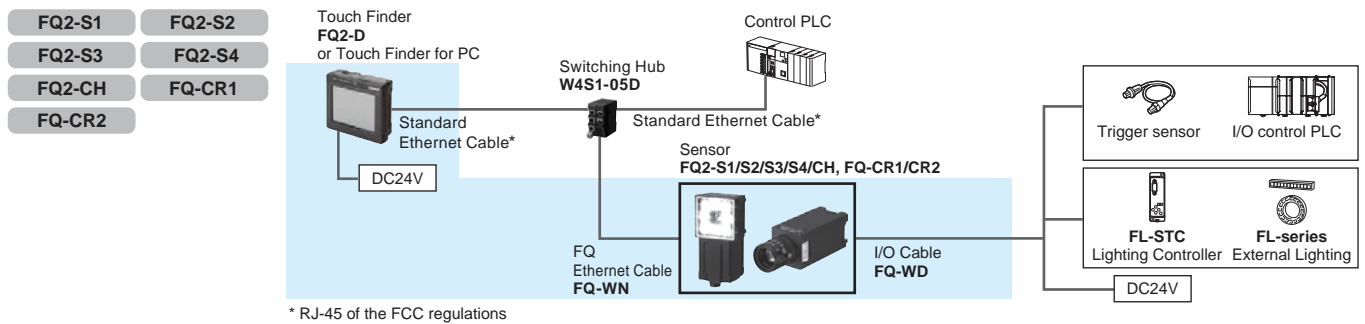 FQ2-S1
FQ2-S2
FQ2-S3
FQ2-S4
FQ2-CH
FQ-CR1
FQ-CR2
Touch Finder
FQ2-D
or Touch Finder for PC
Standard
Ethernet Cable*
DC24V
Switching Hub
W4S1-05D
Control PLC
Standard Ethernet Cable*
Sensor
FQ2-S1/S2/S3/S4/CH, FQ-CR1/CR2
FQ
Ethernet Cable
FQ-WN
I/O Cable
FQ-WD
Trigger sensor
I/O control PLC
FL-STC
Lighting Controller
FL-series
External Lighting
DC24V
* RJ-45 of the FCC regulations